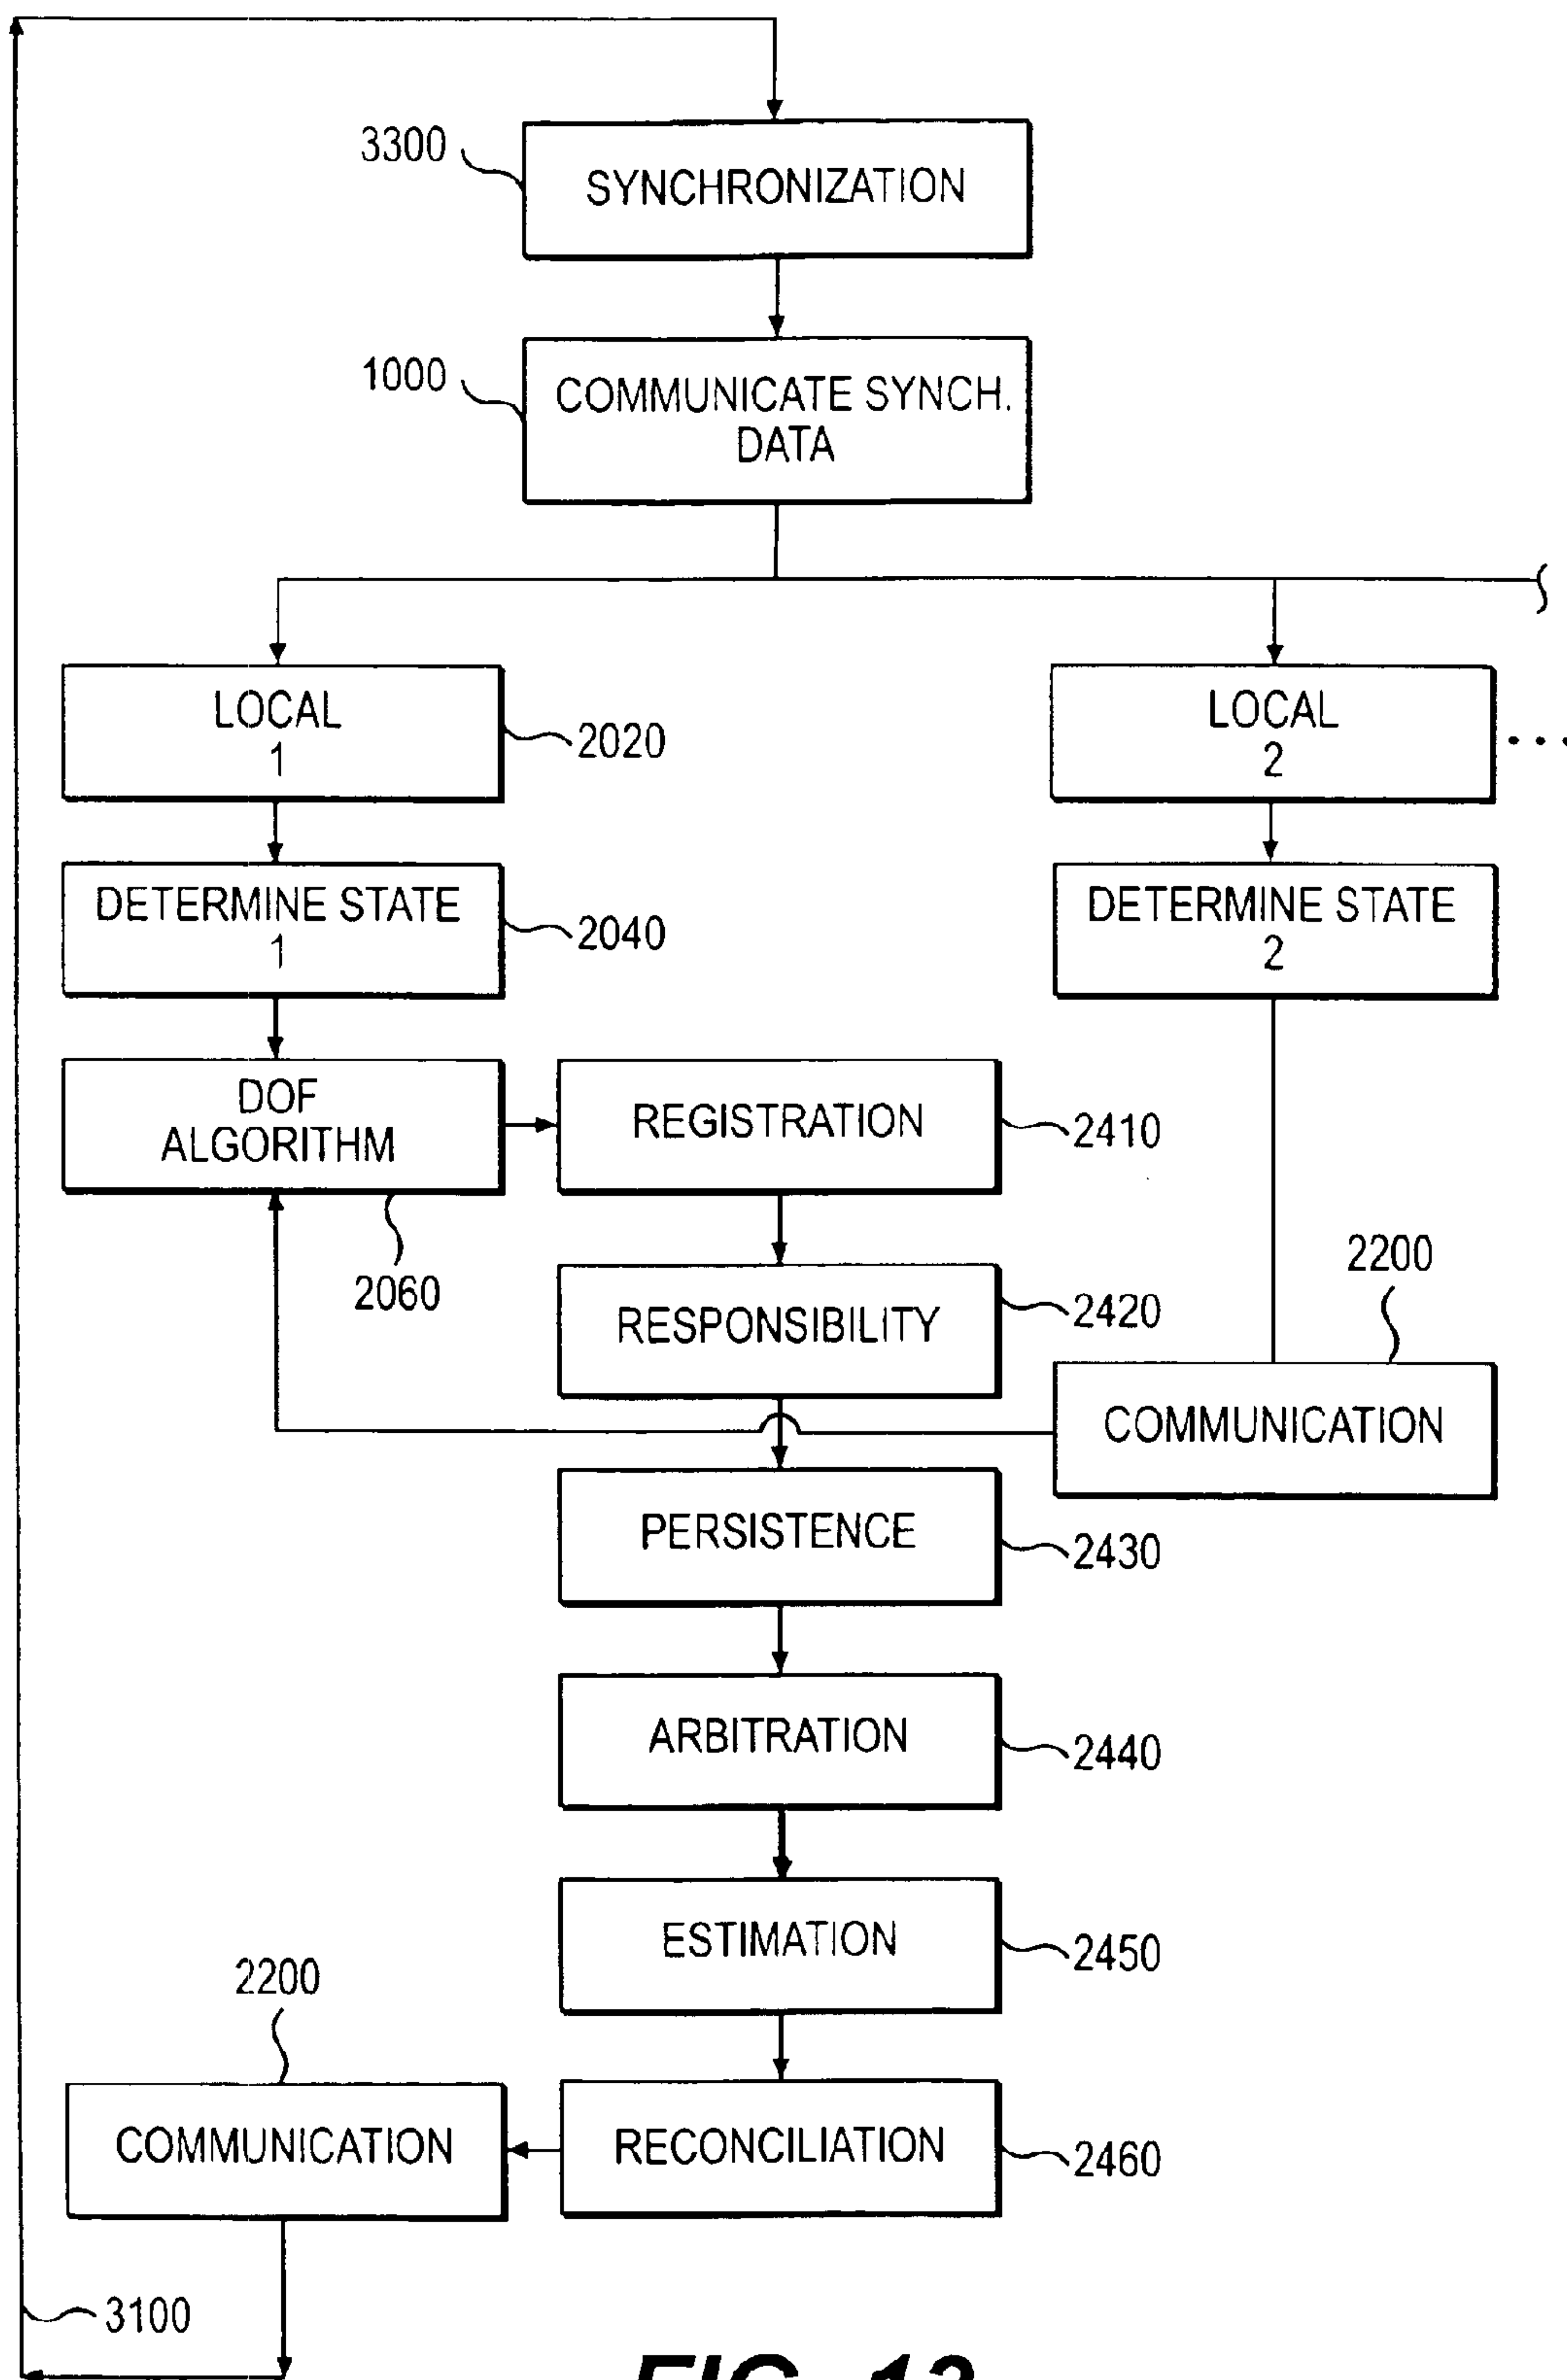 3300
SYNCHRONIZATION
1000
COMMUNICATE SYNCH.
DATA
LOCAL
1
2020
LOCAL
2
...
DETERMINE STATE
1
2040
DETERMINE STATE
2
DOF
ALGORITHM
2060
REGISTRATION
2410
RESPONSIBILITY
2420
2200
COMMUNICATION
PERSISTENCE
2430
ARBITRATION
2440
ESTIMATION
2450
2200
COMMUNICATION
RECONCILIATION
2460
3100
FIG. 13